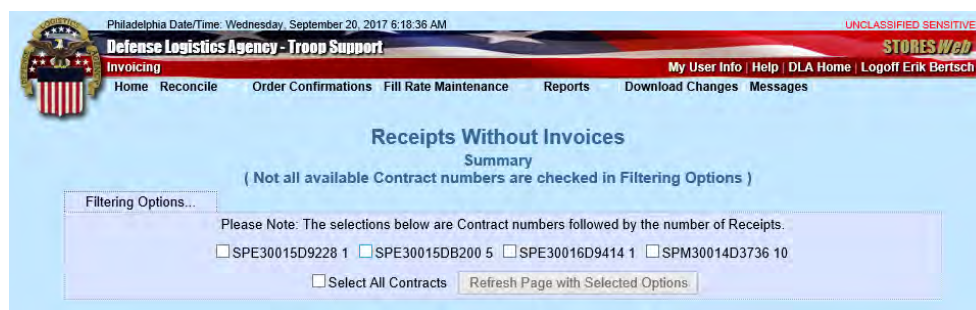 Philadelphia Date/Time: Wednesday, September 20, 2017 6:18:36 AM UNCLASSIFIED SENSITIVE
Defense Logistics Agency - Troop Support STORES Web
Invoicing My User Info | Help | DLA Home | Logoff Erik Bertsch
Home Reconcile Order Confirmations Fill Rate Maintenance Reports Download Changes Messages
Receipts Without Invoices
Summary
( Not all available Contract numbers are checked in Filtering Options )
Filtering Options...
Please Note: The selections below are Contract numbers followed by the number of Receipts.
SPE30015D9228 1 SPE30015DB200 5 SPE30016D9414 1 SPM30014D3736 10
Select All Contracts Refresh Page with Selected Options